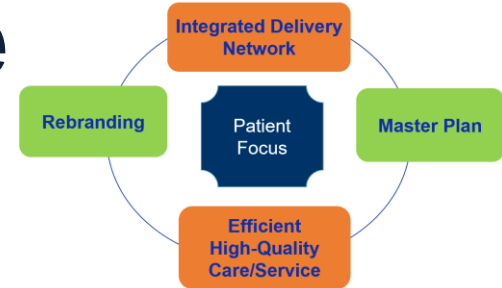 e
Integrated Delivery
Network
Rebranding
Patient
Focus
Master Plan
Efficient
High-Quality
Care/Service